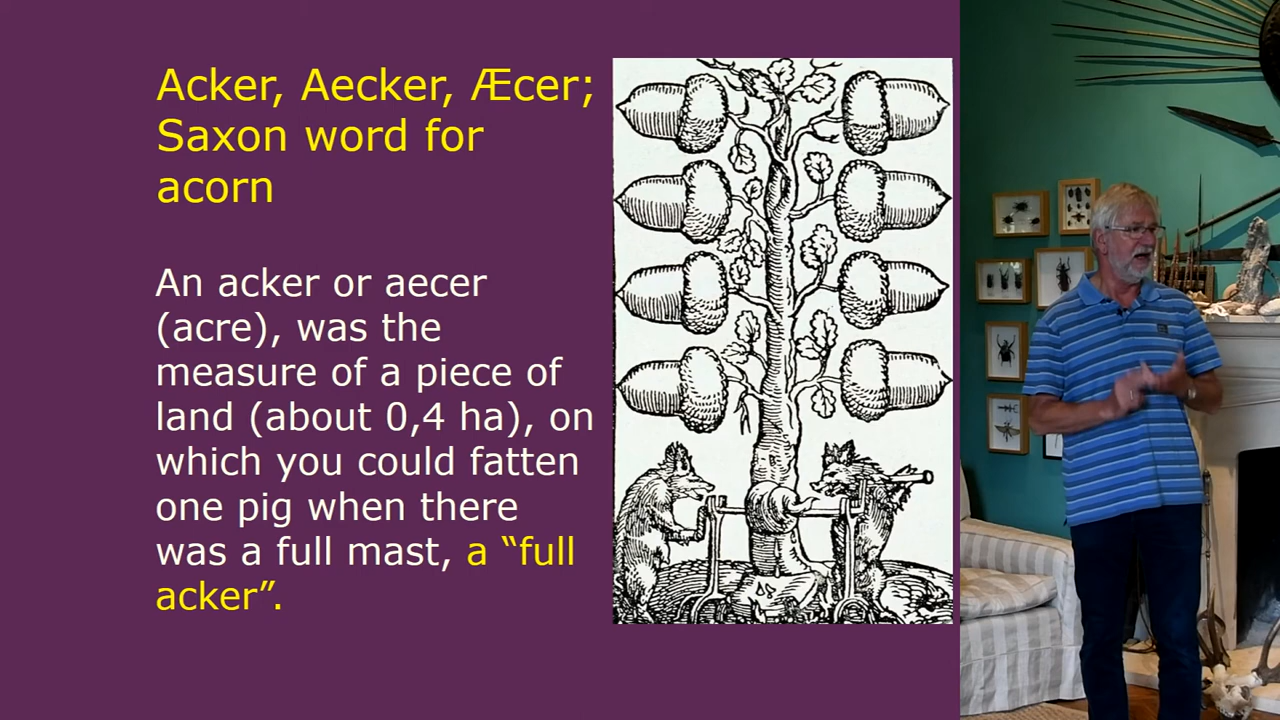 Acker, Aecker, Æcer;
Saxon word for
acorn
An acker or aecer
(acre), was the
measure of a piece of
land (about 0,4 ha), on
which you could fatten
one pig when there
was a full mast, a “full
acker”.